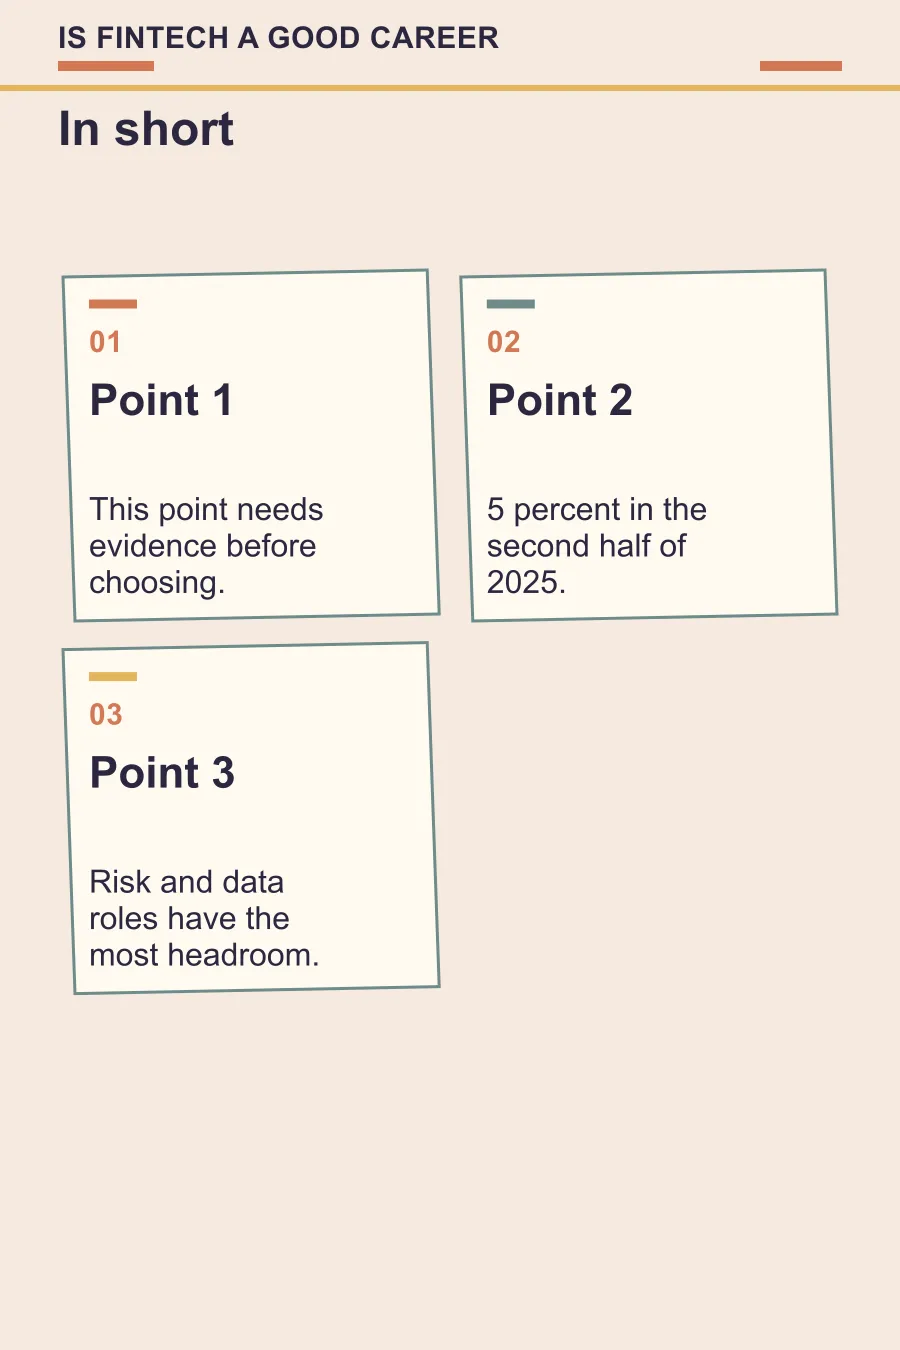 IS FINTECH A GOOD CAREER
In short
01
Point 1
This point needs
evidence before
choosing.
02
Point 2
5 percent in the
second half of
2025.
03
Point 3
Risk and data
roles have the
most headroom.